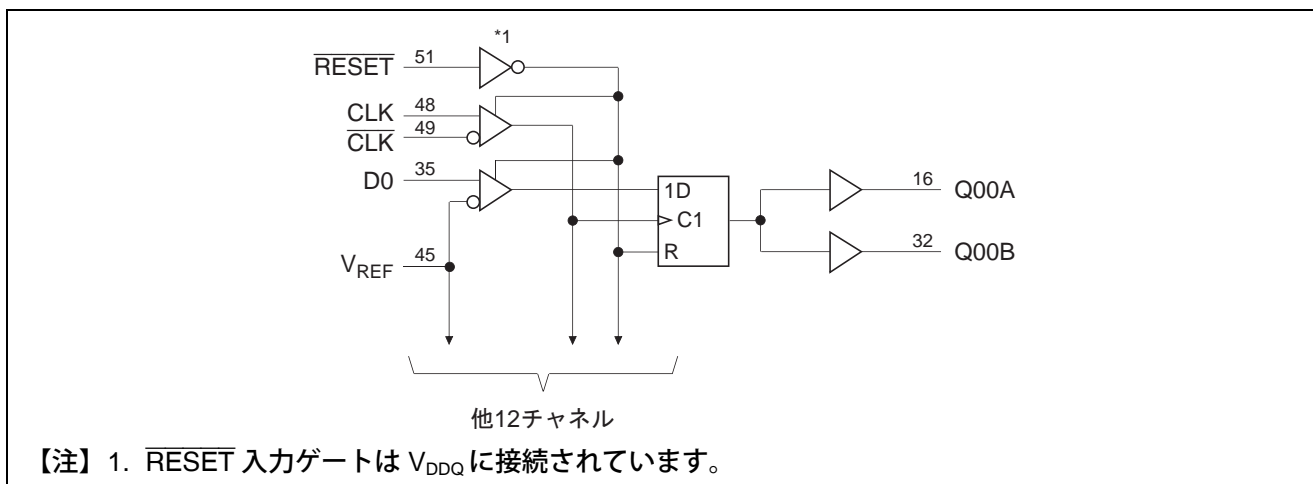 *1
RESET 51
CLK 48
CLK 49
D0 35
VREF 45
1D
C1
R
16 Q00A
32 Q00B
他12チャネル
【注】 1. RESET 入力ゲートは VDDQ に接続されています。